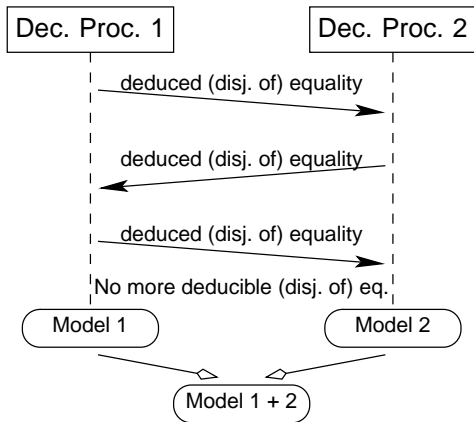 Dec. Proc. 1
Dec. Proc. 2
deduced (disj. of) equality
deduced (disj. of) equality
deduced (disj. of) equality
No more deducible (disj. of) eq.
Model 1
Model 2
Model 1 + 2